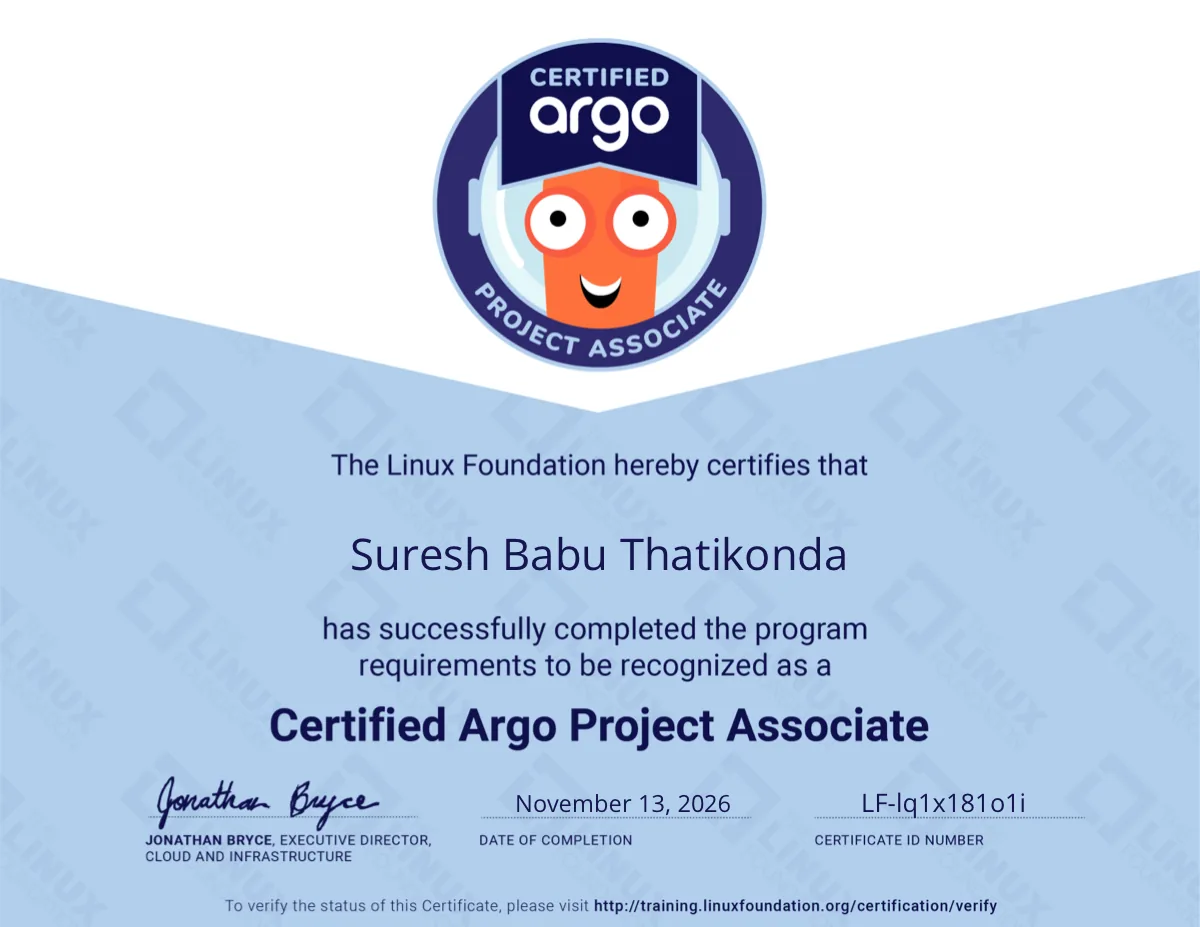 CERTIFIED
argo
PROJECT ASSOCIATE
The Linux Foundation hereby certifies that
Suresh Babu Thatikonda
has successfully completed the program
requirements to be recognized as a
Certified Argo Project Associate
Jonathan Bryce
November 13, 2026
LF-lq1x181o1i
JONATHAN BRYCE, EXECUTIVE DIRECTOR,
CLOUD AND INFRASTRUCTURE
DATE OF COMPLETION
CERTIFICATE ID NUMBER
To verify the status of this Certificate, please visit http://training.linuxfoundation.org/certification/verify